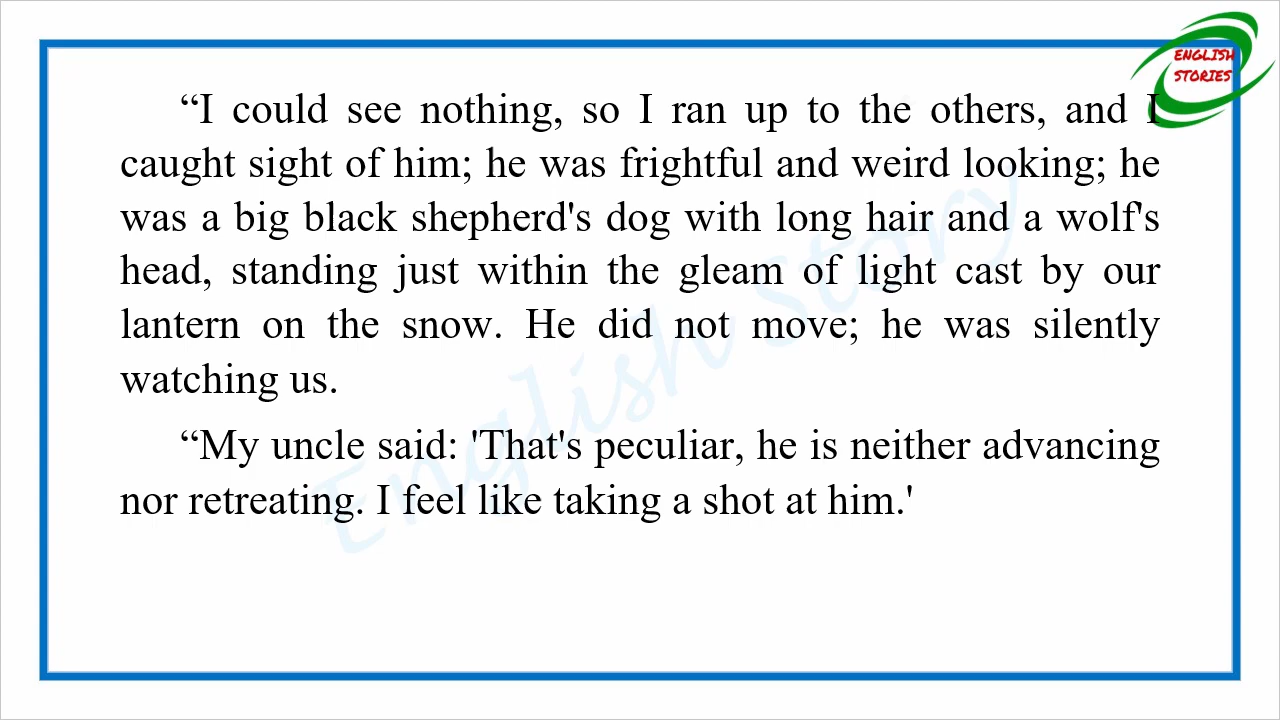 ENGLISH
STORIES
“I could see nothing, so I ran up to the others, and I
caught sight of him; he was frightful and weird looking; he
was a big black shepherd's dog with long hair and a wolf's
head, standing just within the gleam of light cast by our
lantern on the snow. He did not move; he was silently
watching us.
“My uncle said: 'That's peculiar, he is neither advancing
nor retreating. I feel like taking a shot at him.'
English Story